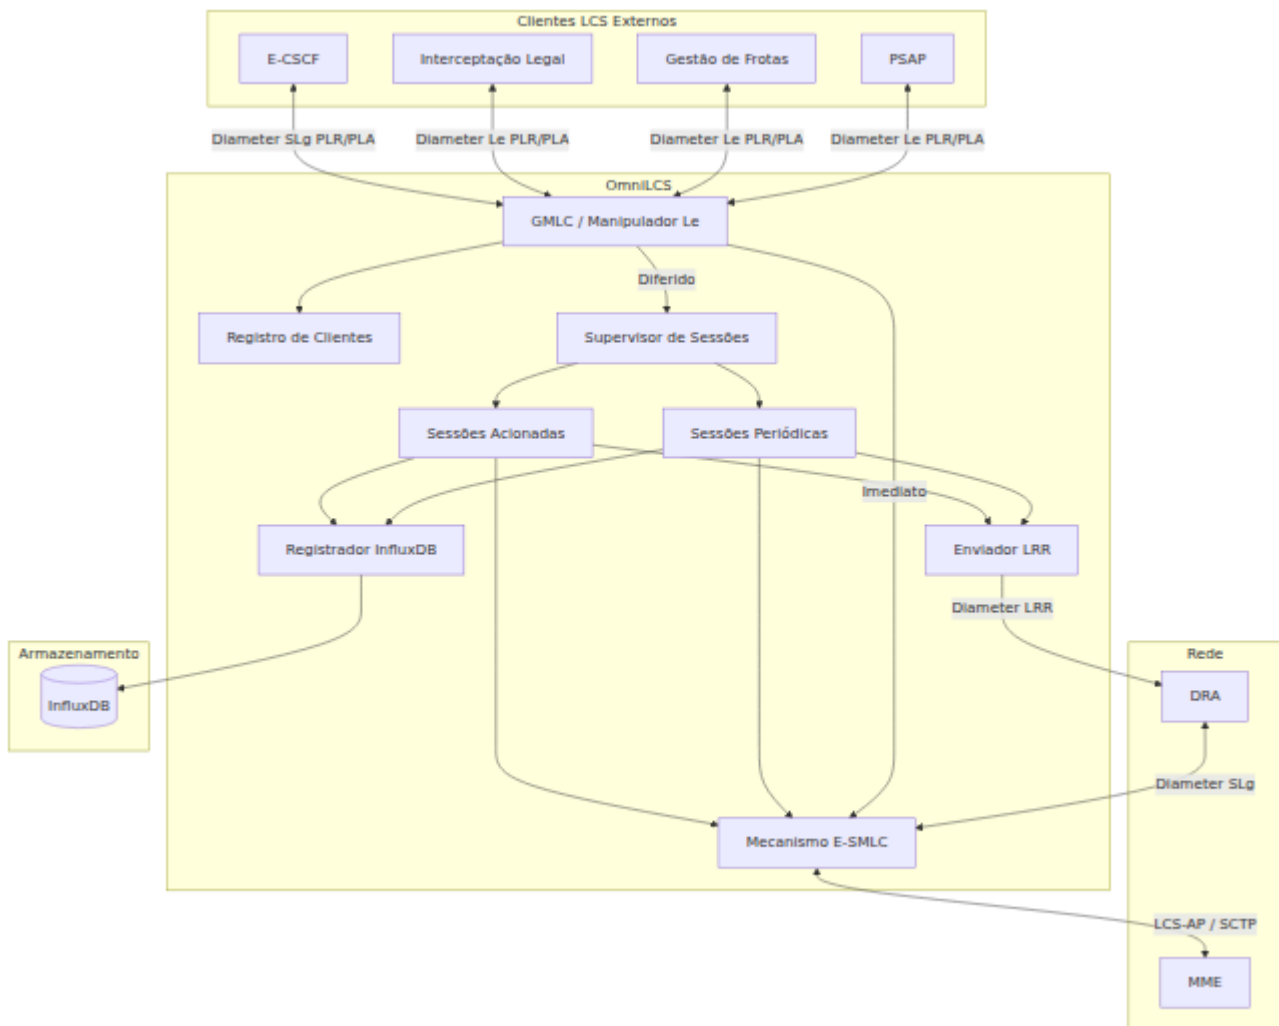 Clientes LCS Externos
E-CSCF
Interceptação Legal
Gestão de Frotas
PSAP
Diameter SLg PLR/PLA
Diameter Le PLR/PLA
Diameter Le PLR/PLA
Diameter Le PLR/PLA
OmniLCS
GMLC / Manipulador Le
Diferido
Registro de Clientes
Supervisor de Sessões
Sessões Acionadas
Sessões Periódicas
Imediato
Registrador InfluxDB
Enviador LRR
Diameter LRR
Armazenamento
InfluxDB
Rede
DRA
Diameter SLg
Mecanismo E-SMLC
LCS-AP / SCTP
MME